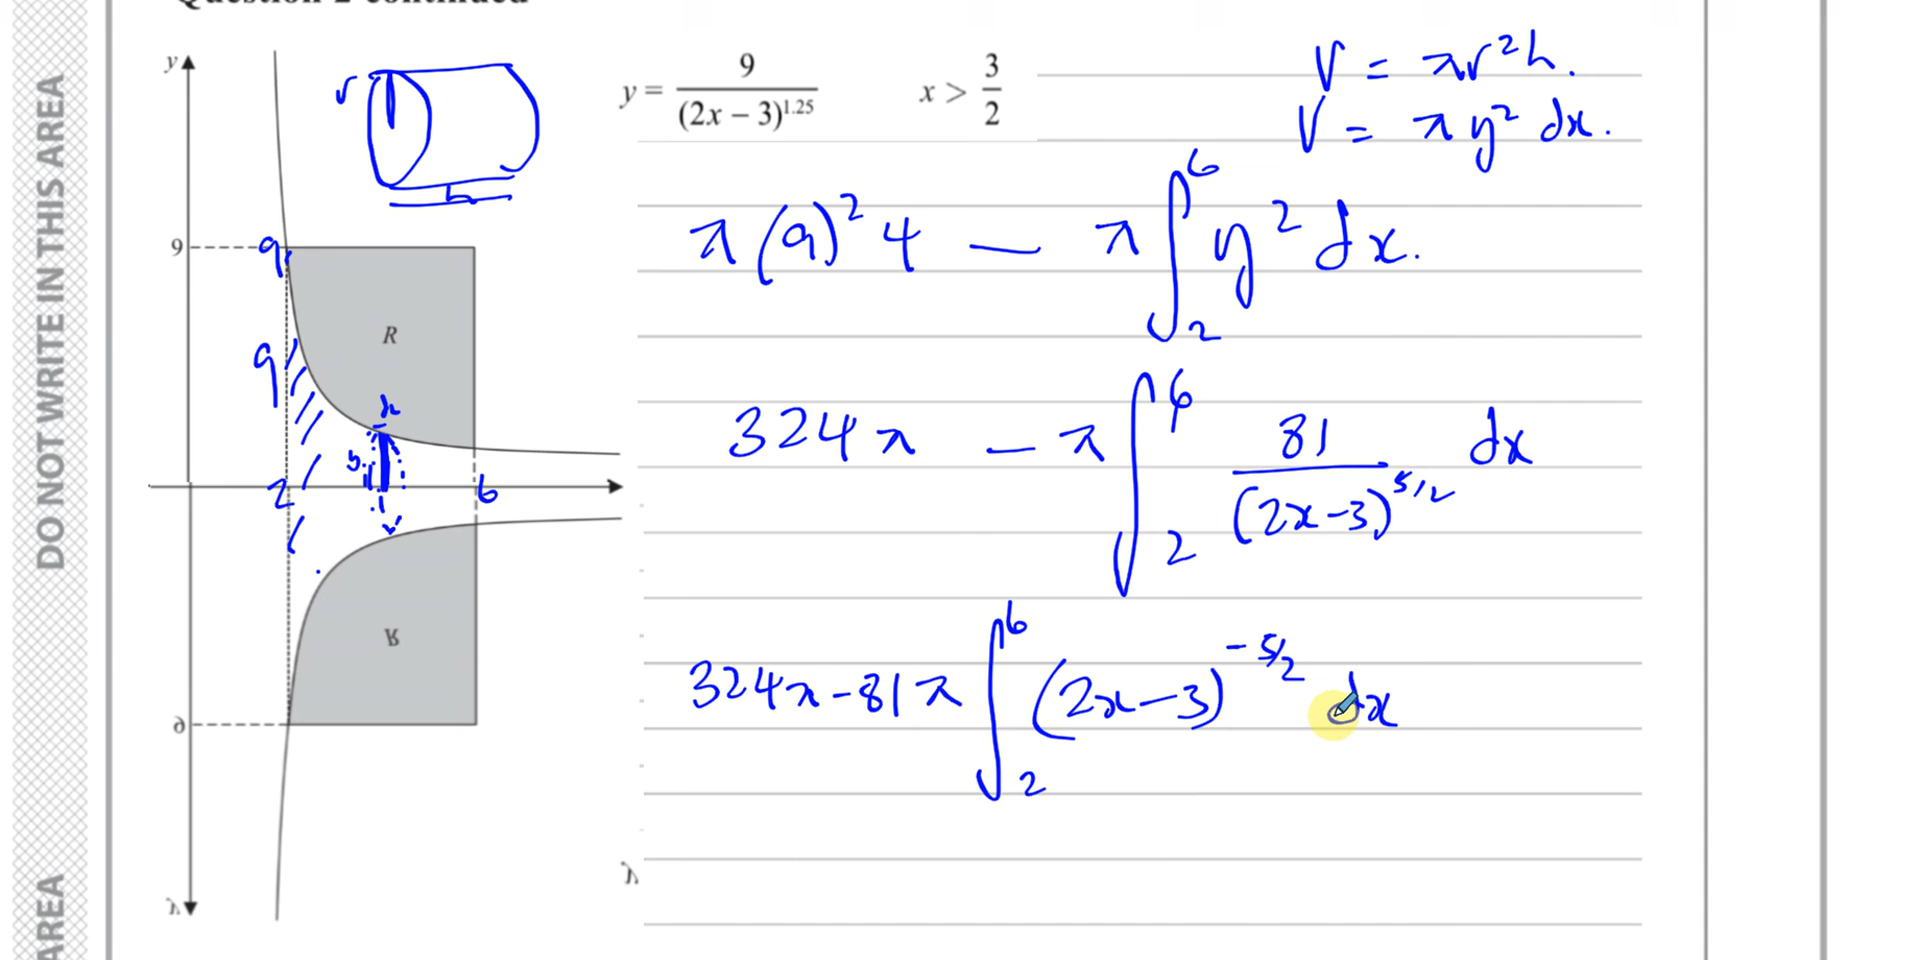 Question 2 continued
DO NOT WRITE IN THIS AREA
AREA
y
r
h
y = 9/(2x – 3)^1.25    x > 3/2
V = πr²h.
V = πy² dx.
9
9
R
9
2
6
R
9
π(9)²4 — π∫₂⁶ y² dx.
324π — π∫₂⁶ 81/(2x–3)^5/2 dx
324π – 81π ∫₂⁶ (2x–3)^–5/2 dx